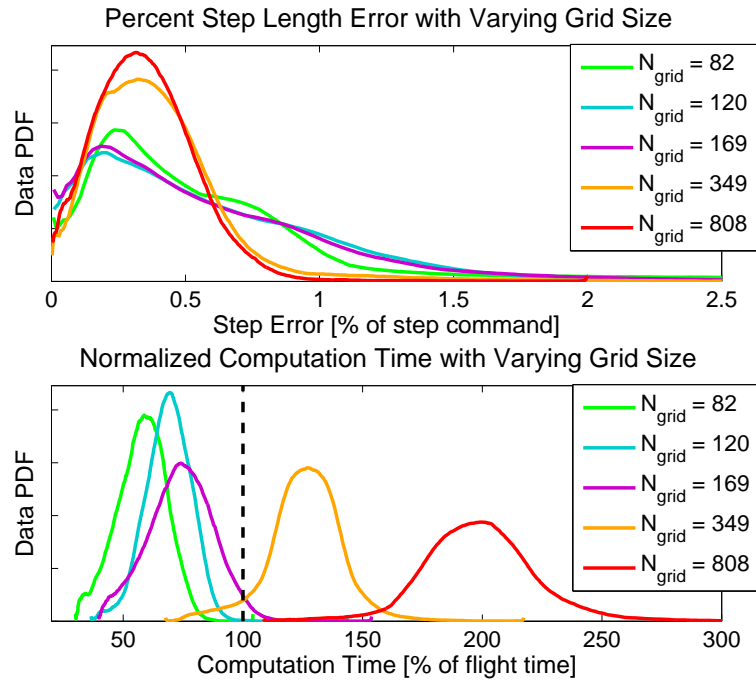 Percent Step Length Error with Varying Grid Size
Data PDF
N_grid = 82
N_grid = 120
N_grid = 169
N_grid = 349
N_grid = 808
0 0.5 1 1.5 2 2.5
Step Error [% of step command]
Normalized Computation Time with Varying Grid Size
Data PDF
N_grid = 82
N_grid = 120
N_grid = 169
N_grid = 349
N_grid = 808
50 100 150 200 250 300
Computation Time [% of flight time]